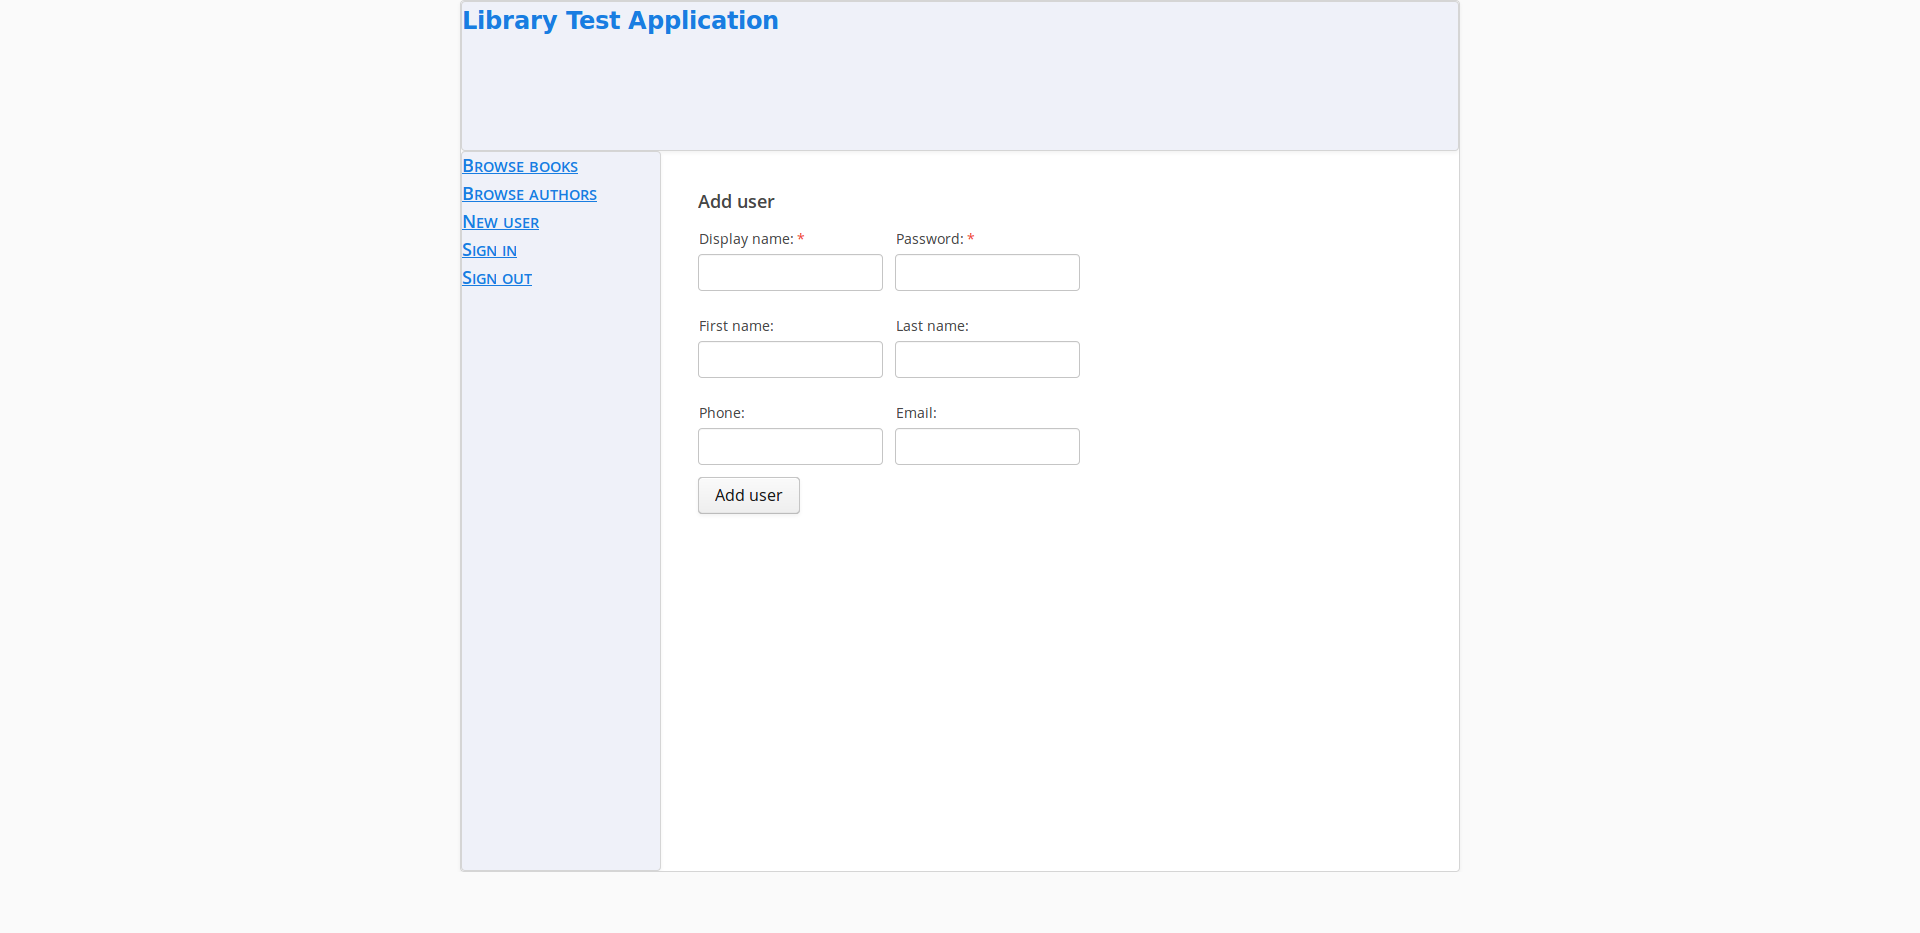 Library Test Application
Browse books
Browse authors
New user
Sign in
Sign out
Add user
Display name: * Password: *
First name: Last name:
Phone: Email:
Add user